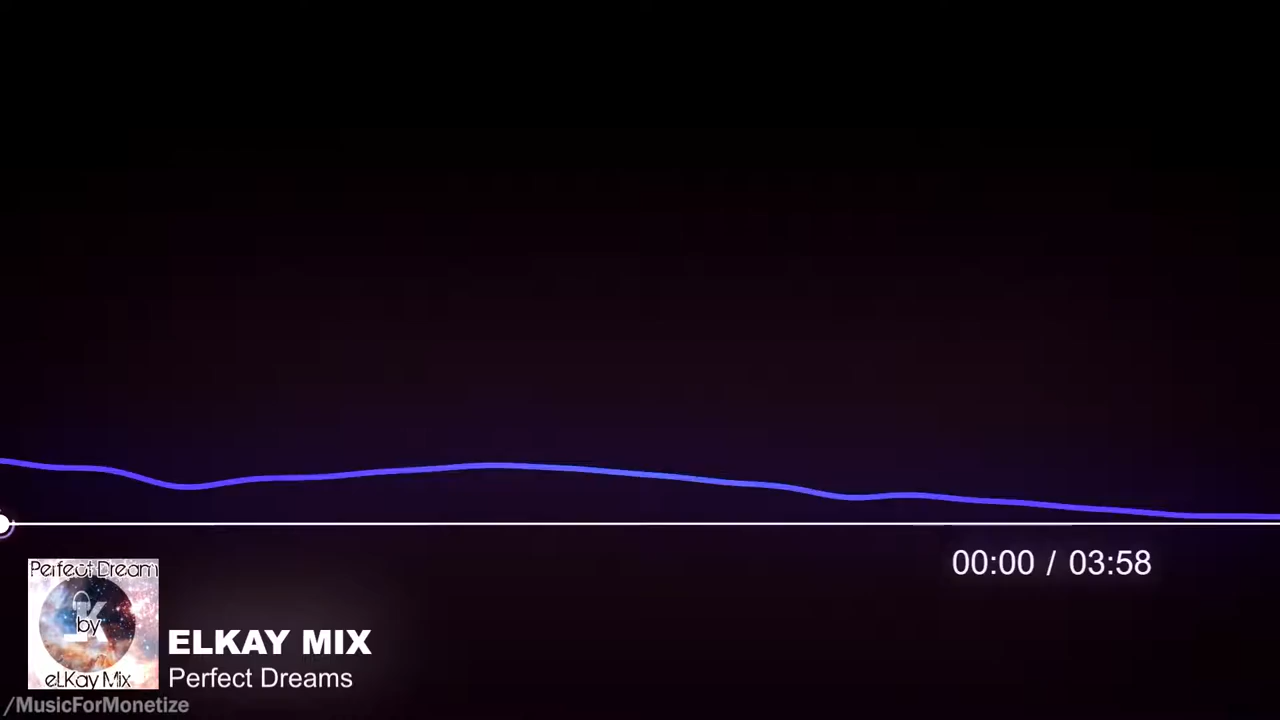 00:00 / 03:58
Perfect Dream
by
eLKay Mix
ELKAY MIX
Perfect Dreams
/MusicForMonetize